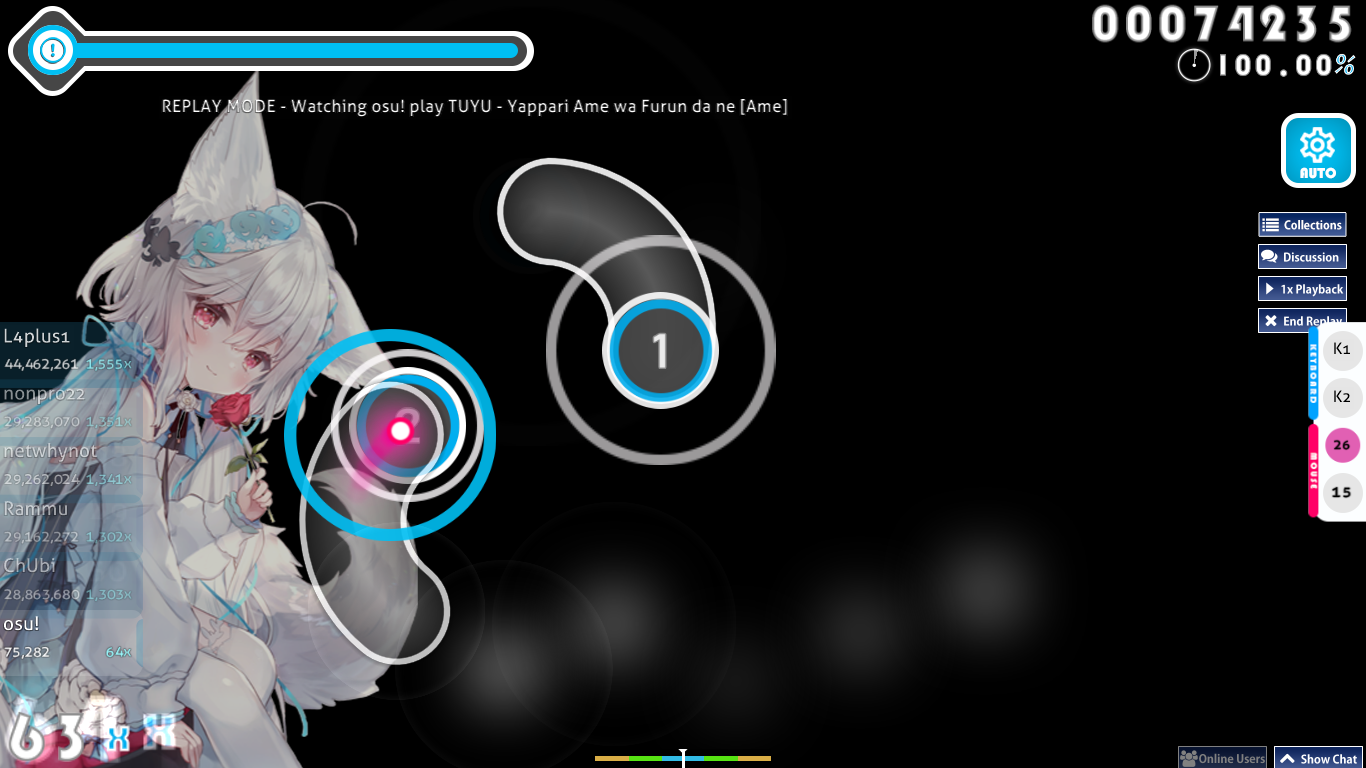 00074235
100.00%
REPLAY MODE - Watching osu! play TUYU - Yappari Ame wa Furun da ne [Ame]
AUTO
Collections
Discussion
1x Playback
End Replay
L4plus1
44,462,261 1,555x
nonpro22
29,283,070 1,351x
netwhynot
29,262,024 1,341x
Rammu
29,162,272 1,302x
ChUbi
28,863,680 1,303x
osu!
75,282 64x
1
2
KEYBOARD
K1
K2
MOUSE
26
15
63x
Online Users
Show Chat